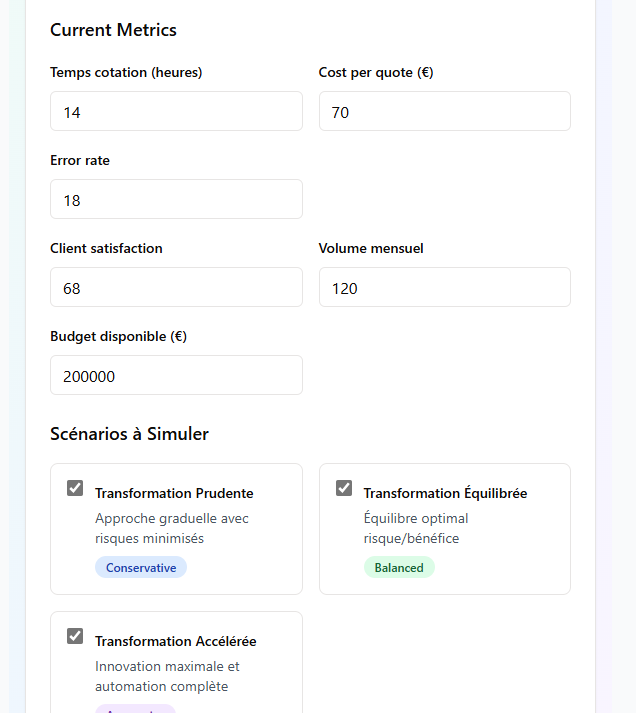 Current Metrics
Temps cotation (heures)
Cost per quote (€)
14
70
Error rate
18
Client satisfaction
Volume mensuel
68
120
Budget disponible (€)
200000
Scénarios à Simuler
Transformation Prudente
Approche graduelle avec
risques minimisés
Conservative
Transformation Équilibrée
Équilibre optimal
risque/bénéfice
Balanced
Transformation Accélérée
Innovation maximale et
automation complète